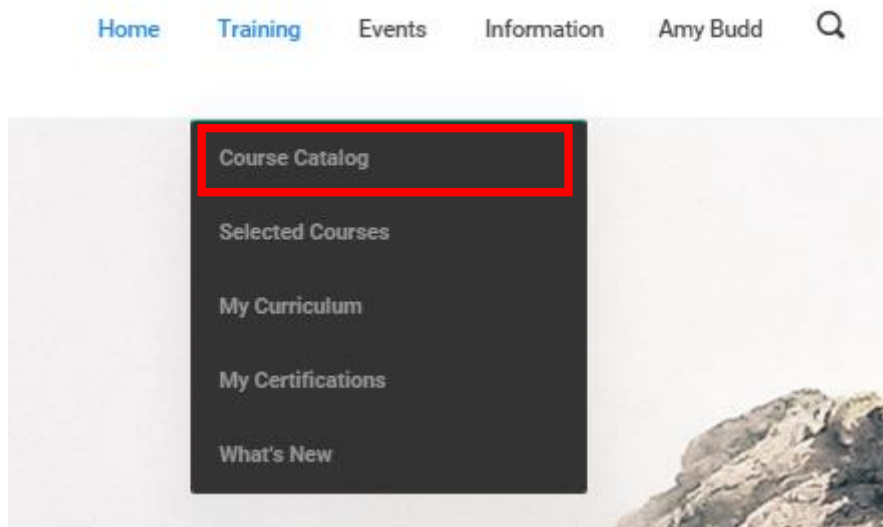 Home Training Events Information Amy Budd
Course Catalog
Selected Courses
My Curriculum
My Certifications
What's New